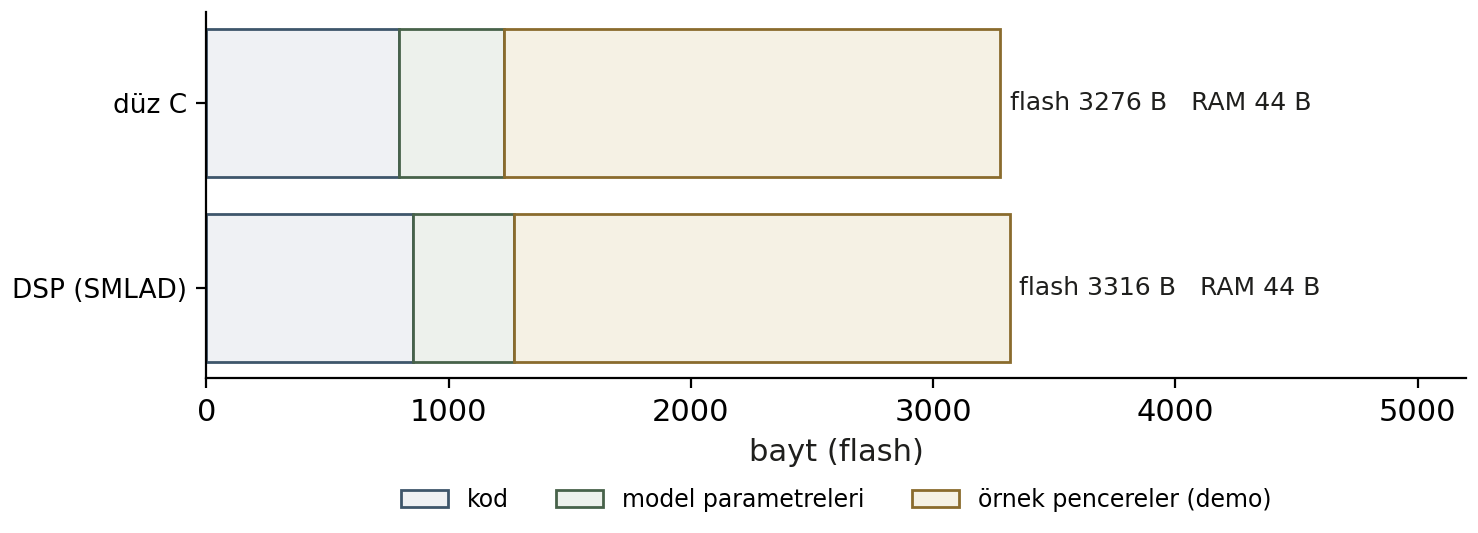 düz C
flash 3276 B RAM 44 B
DSP (SMLAD)
flash 3316 B RAM 44 B
0 1000 2000 3000 4000 5000
bayt (flash)
kod model parametreleri örnek pencereler (demo)